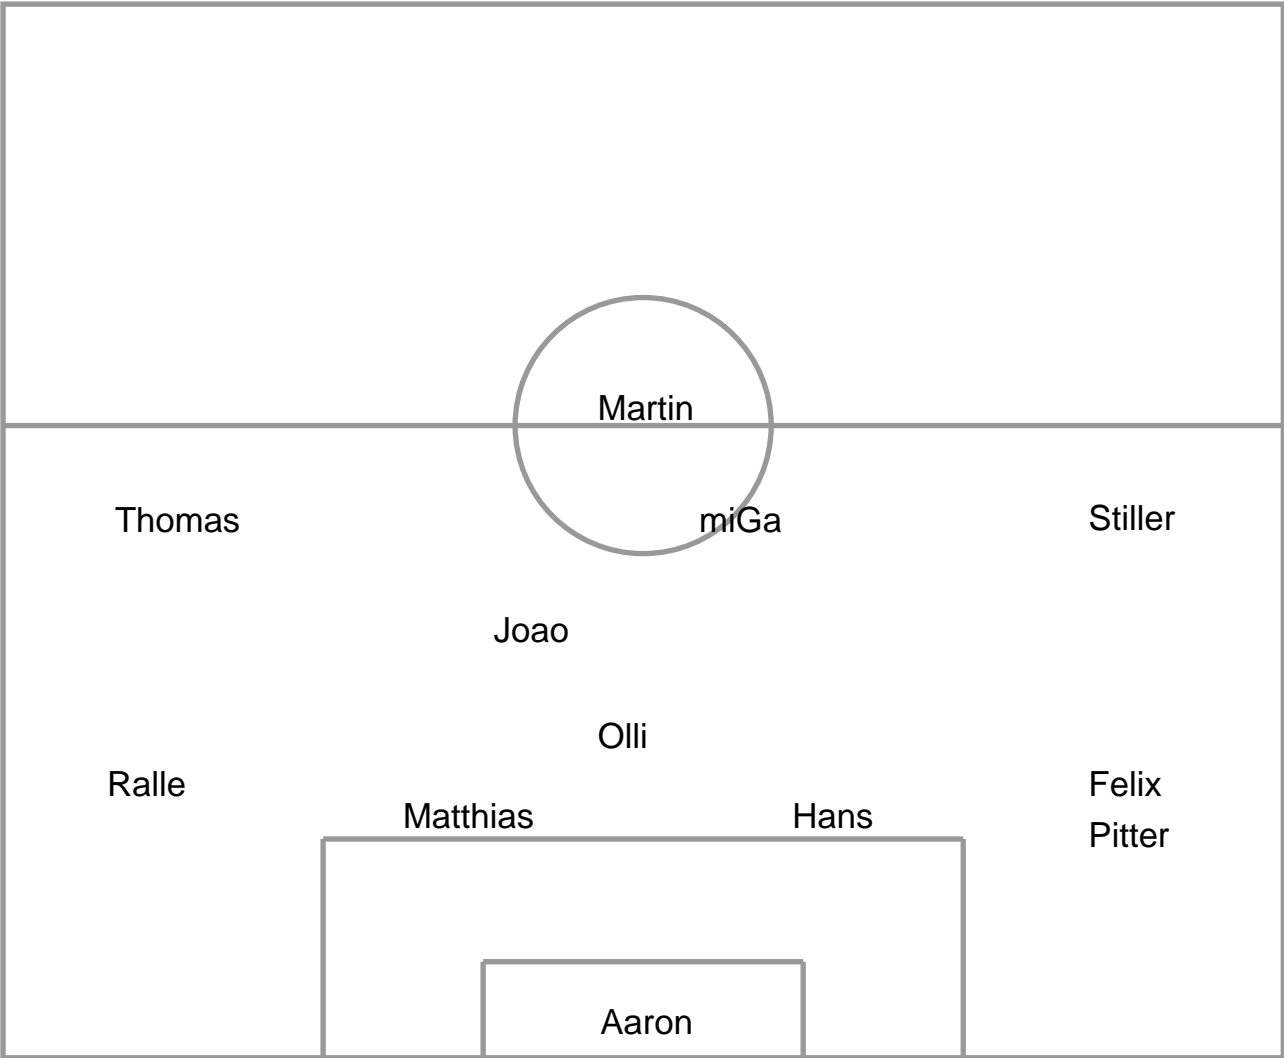 Martin
Thomas
miGa
Stiller
Joao
Olli
Ralle
Felix
Matthias
Hans
Pitter
Aaron